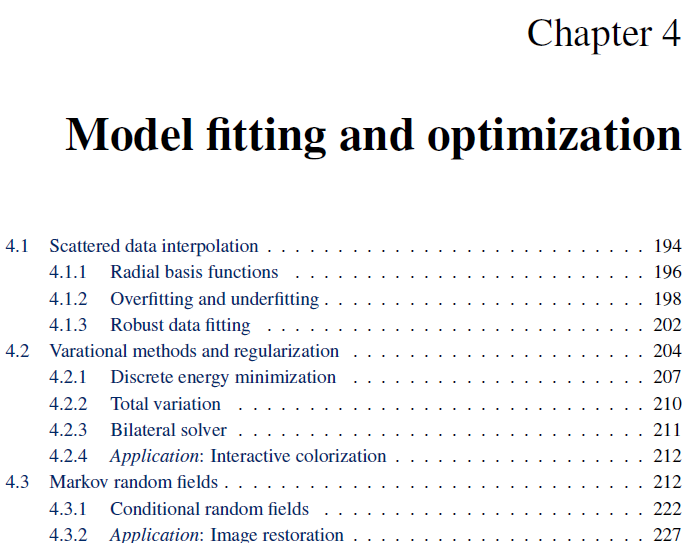 Chapter 4
Model fitting and optimization
4.1 Scattered data interpolation . . . . . . . . . . . . . . . . . . . . . . . . . . . 194
4.1.1 Radial basis functions . . . . . . . . . . . . . . . . . . . . . . . . . 196
4.1.2 Overfitting and underfitting . . . . . . . . . . . . . . . . . . . . . . . 198
4.1.3 Robust data fitting . . . . . . . . . . . . . . . . . . . . . . . . . . . 202
4.2 Varational methods and regularization . . . . . . . . . . . . . . . . . . . . . 204
4.2.1 Discrete energy minimization . . . . . . . . . . . . . . . . . . . . . 207
4.2.2 Total variation . . . . . . . . . . . . . . . . . . . . . . . . . . . . . 210
4.2.3 Bilateral solver . . . . . . . . . . . . . . . . . . . . . . . . . . . . . 211
4.2.4 Application: Interactive colorization . . . . . . . . . . . . . . . . . . 212
4.3 Markov random fields . . . . . . . . . . . . . . . . . . . . . . . . . . . . . . 212
4.3.1 Conditional random fields . . . . . . . . . . . . . . . . . . . . . . . 222
4.3.2 Application: Image restoration . . . . . . . . . . . . . . . . . . . . . 227